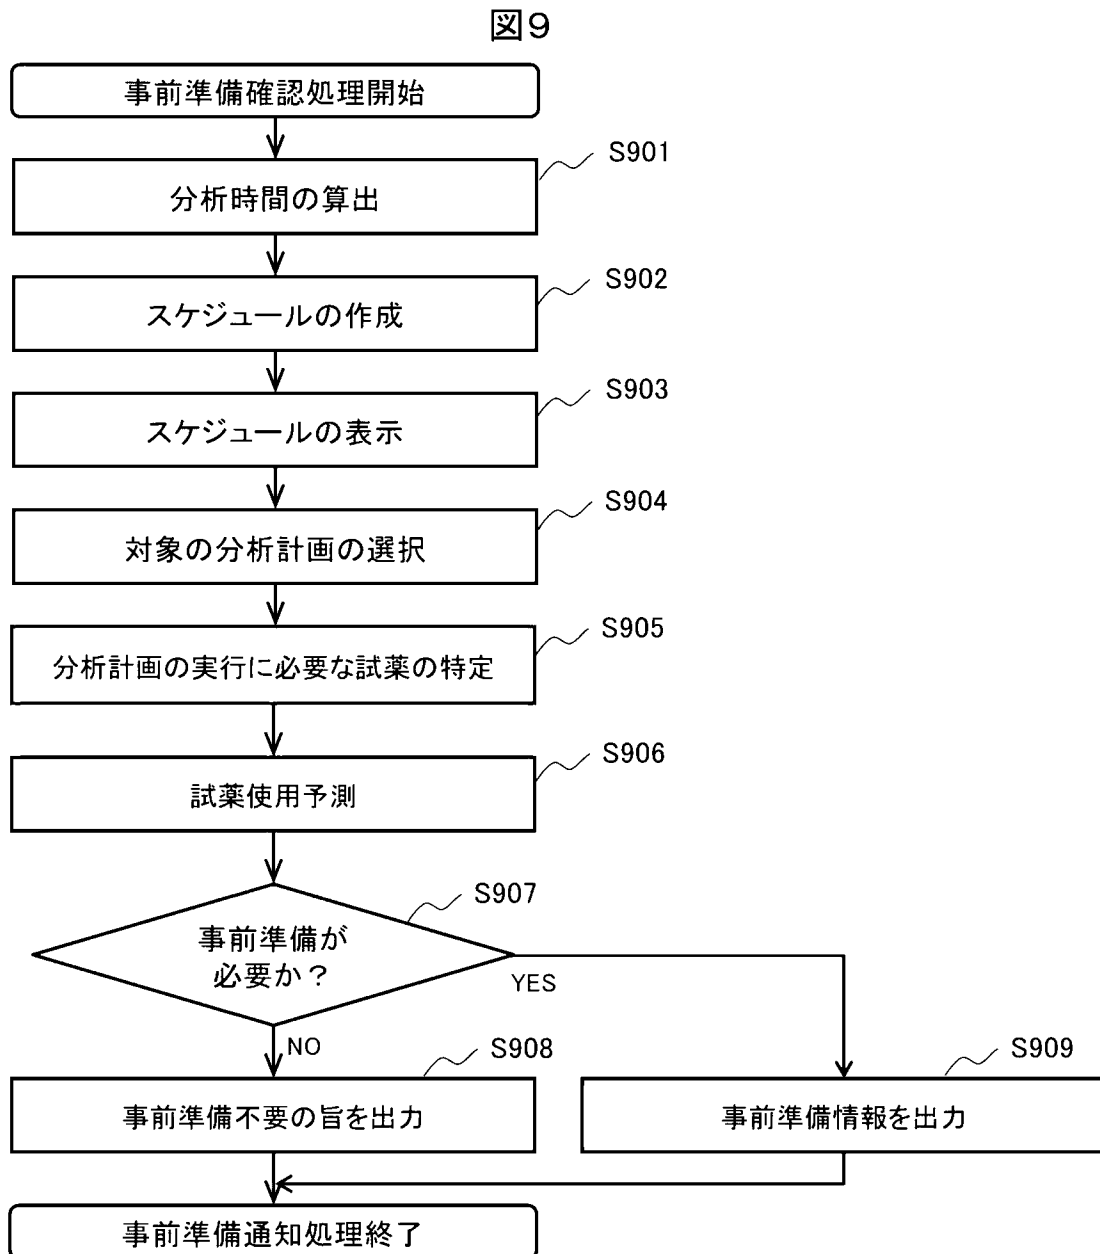 図9
事前準備確認処理開始
S901
分析時間の算出
S902
スケジュールの作成
S903
スケジュールの表示
S904
対象の分析計画の選択
S905
分析計画の実行に必要な試薬の特定
S906
試薬使用予測
S907
事前準備が
必要か？
YES
NO
S908
事前準備不要の旨を出力
S909
事前準備情報を出力
事前準備通知処理終了